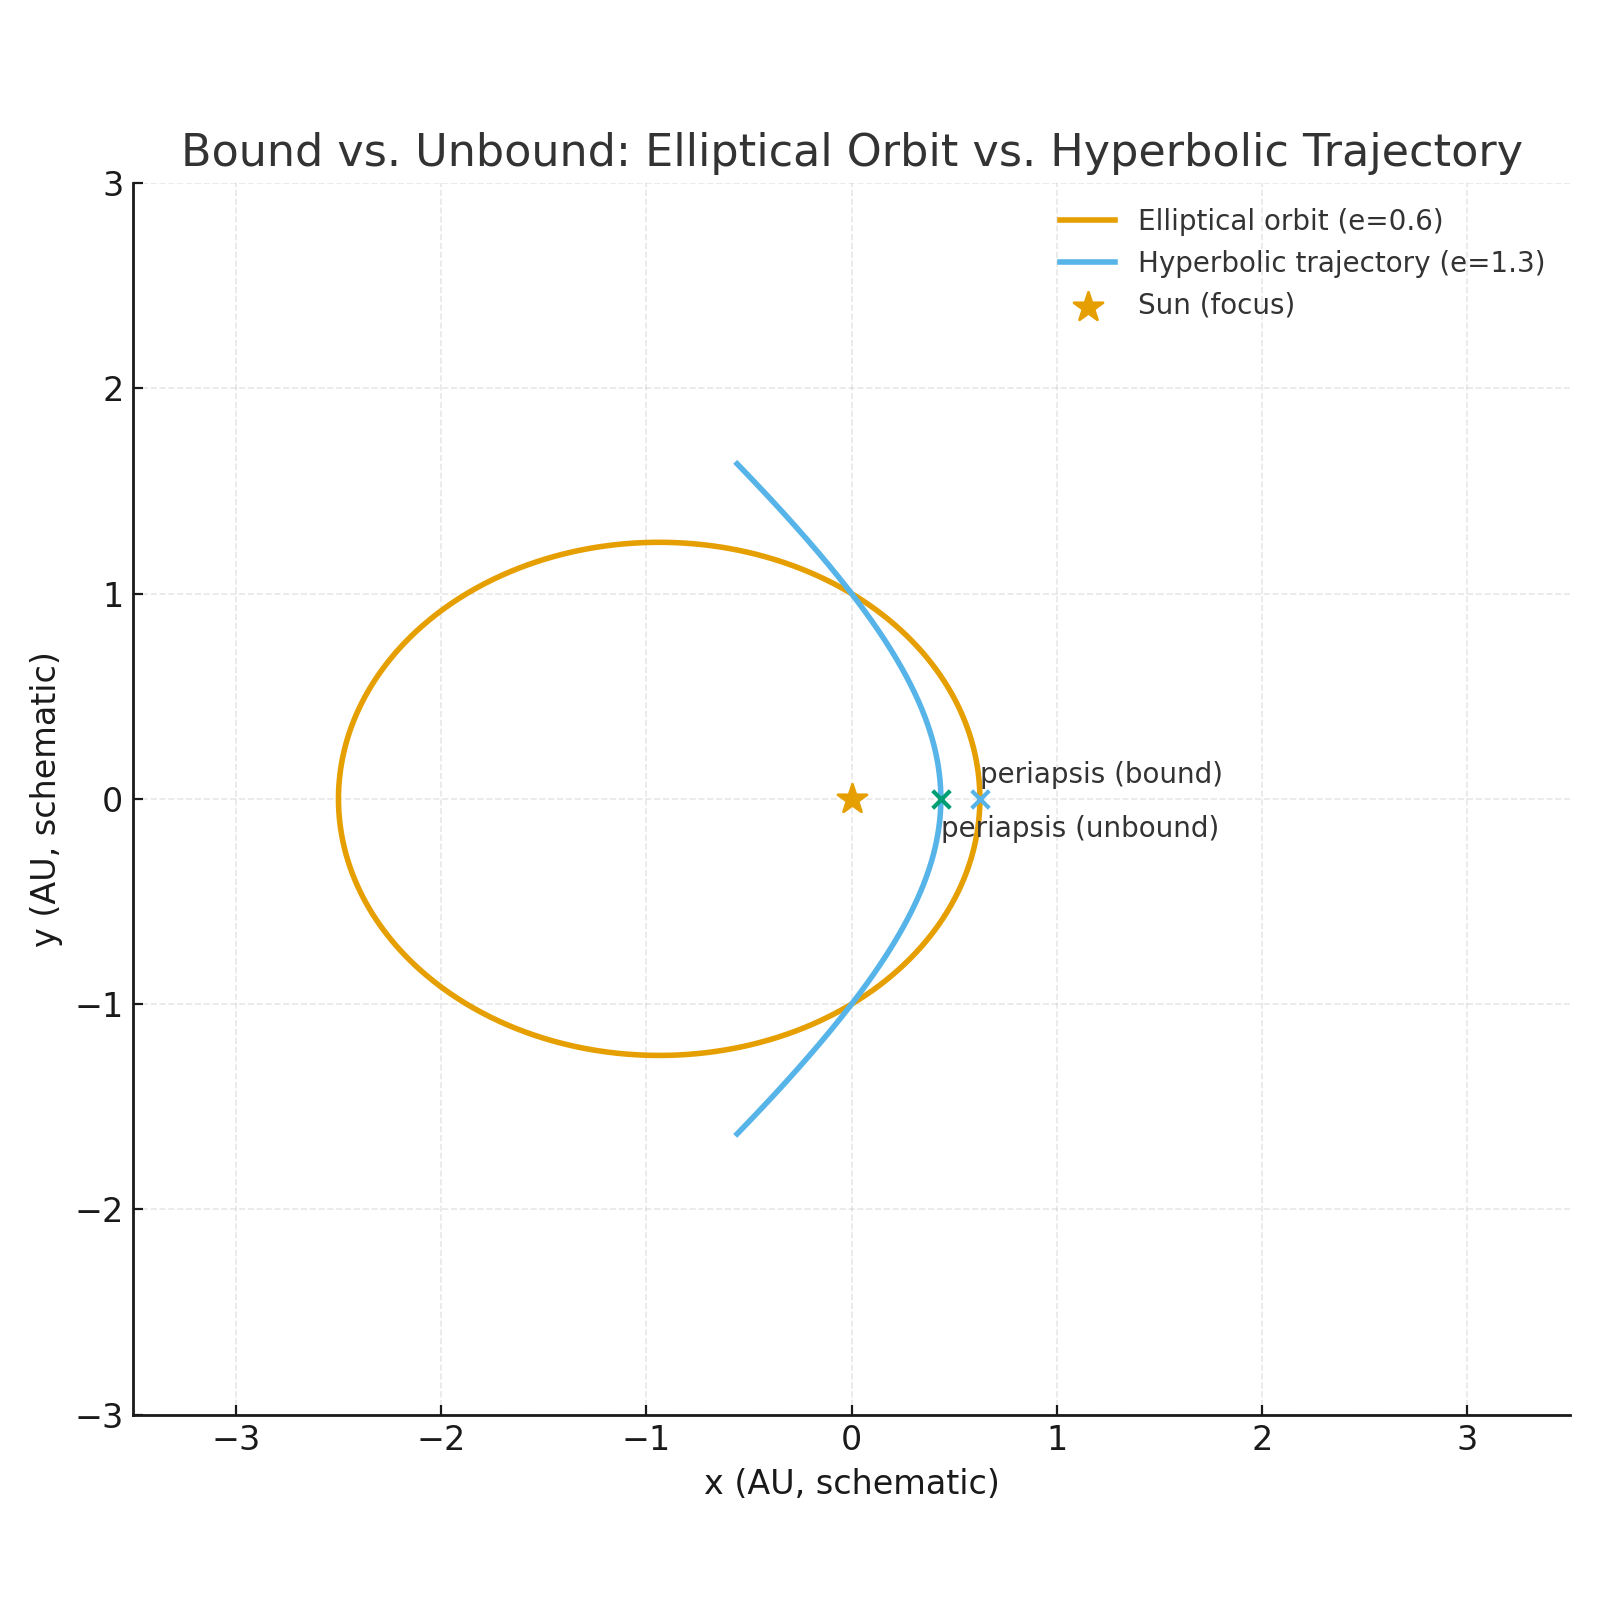 Bound vs. Unbound: Elliptical Orbit vs. Hyperbolic Trajectory
Elliptical orbit (e=0.6)
Hyperbolic trajectory (e=1.3)
Sun (focus)
3
2
1
0
−1
−2
−3
y (AU, schematic)
periapsis (bound)
periapsis (unbound)
−3 −2 −1 0 1 2 3
x (AU, schematic)